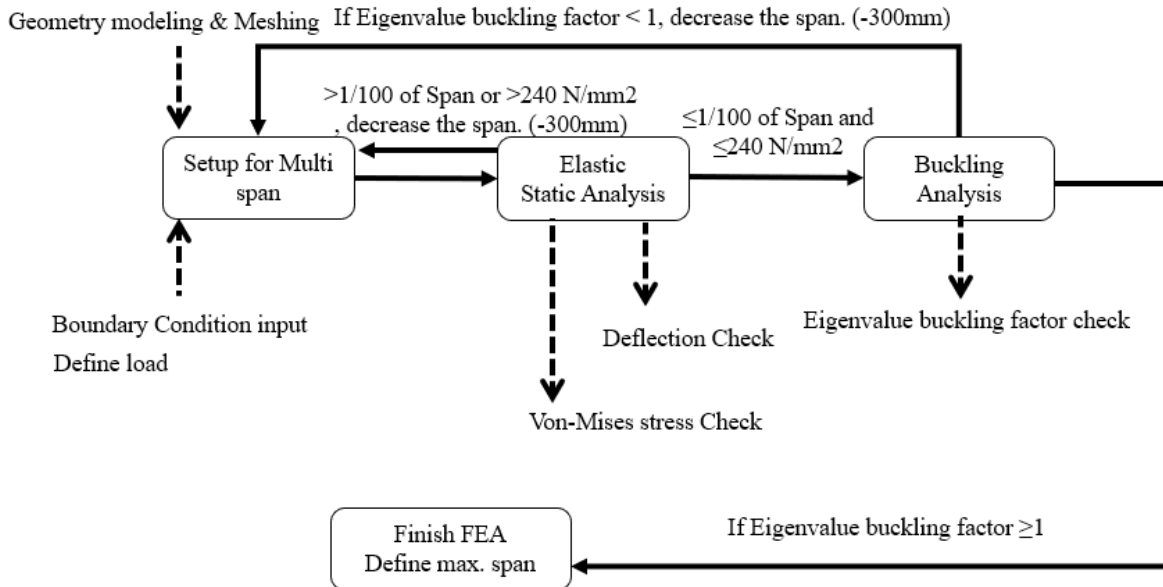 Geometry modeling & Meshing
If Eigenvalue buckling factor < 1, decrease the span. (-300mm)
>1/100 of Span or >240 N/mm2
, decrease the span. (-300mm)
≤1/100 of Span and
≤240 N/mm2
Setup for Multi
span
Elastic
Static Analysis
Buckling
Analysis
Boundary Condition input
Define load
Deflection Check
Eigenvalue buckling factor check
Von-Mises stress Check
Finish FEA
Define max. span
If Eigenvalue buckling factor ≥1